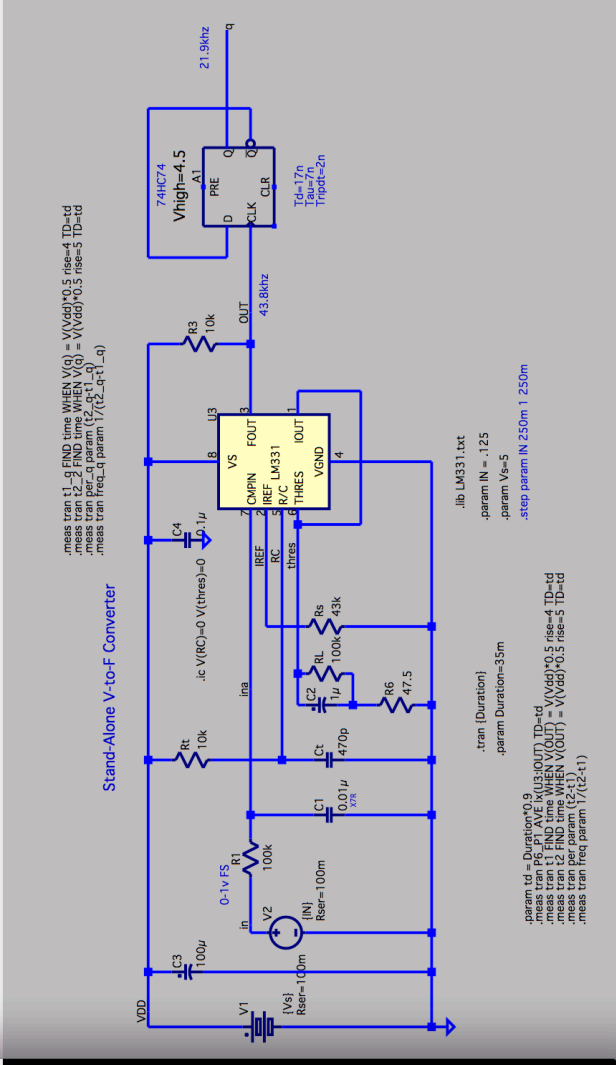 .meas tran t1_q FIND time WHEN V(q) = V(Vdd)*0.5 rise=4 TD=td
.meas tran t2_2 FIND time WHEN V(q) = V(Vdd)*0.5 rise=5 TD=td
.meas tran per_q param (t2_q-t1_q)
.meas tran freq_q param 1/(t2_q-t1_q)
Stand-Alone V-to-F Converter
VDD
V1
{Vs}
Rser=100m
C3
100µ
0-1v FS
in
V2
{IN}
Rser=100m
R1
100k
C1
0.01µ
X7R
Rt
10k
Ct
470p
ina
.ic V(RC)=0 V(thres)=0
C4
0.1µ
IREF
RC
thres
C2
1µ
RL
100k
R6
47.5
Rs
43k
U3
8
VS
7
CMPIN
2
IREF
LM331
5
R/C
6
THRES
FOUT
3
IOUT
1
VGND
4
R3
10k
OUT
43.8khz
74HC74
Vhigh=4.5
A1
PRE
D
Q
CLK
Q
CLR
Td=17n
Tau=7n
Tripdt=2n
21.9khz
q
.lib LM331.txt
.param IN = .125
.param Vs=5
.step param IN 250m 1 250m
.tran {Duration}
.param Duration=35m
.param td = Duration*0.9
.meas tran P6_P1 AVE Ix(U3:IOUT) TD=td
.meas tran t1 FIND time WHEN V(OUT) = V(Vdd)*0.5 rise=4 TD=td
.meas tran t2 FIND time WHEN V(OUT) = V(Vdd)*0.5 rise=5 TD=td
.meas tran per param (t2-t1)
.meas tran freq param 1/(t2-t1)